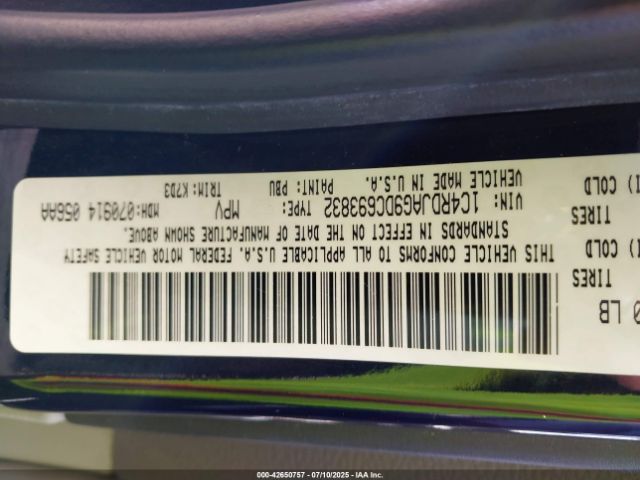 0 LB
TIRES
COLD
TIRES
COLD
THIS VEHICLE CONFORMS TO ALL APPLICABLE U.S.A. FEDERAL MOTOR VEHICLE SAFETY
STANDARDS IN EFFECT ON THE DATE OF MANUFACTURE SHOWN ABOVE.
VIN: 1C4RDJAG9DC693832 TYPE: MPV MDH:070914 056AA
VEHICLE MADE IN U.S.A. PAINT: PBU TRIM:K7D3
000-42650757 - 07/10/2025 - IAA Inc.